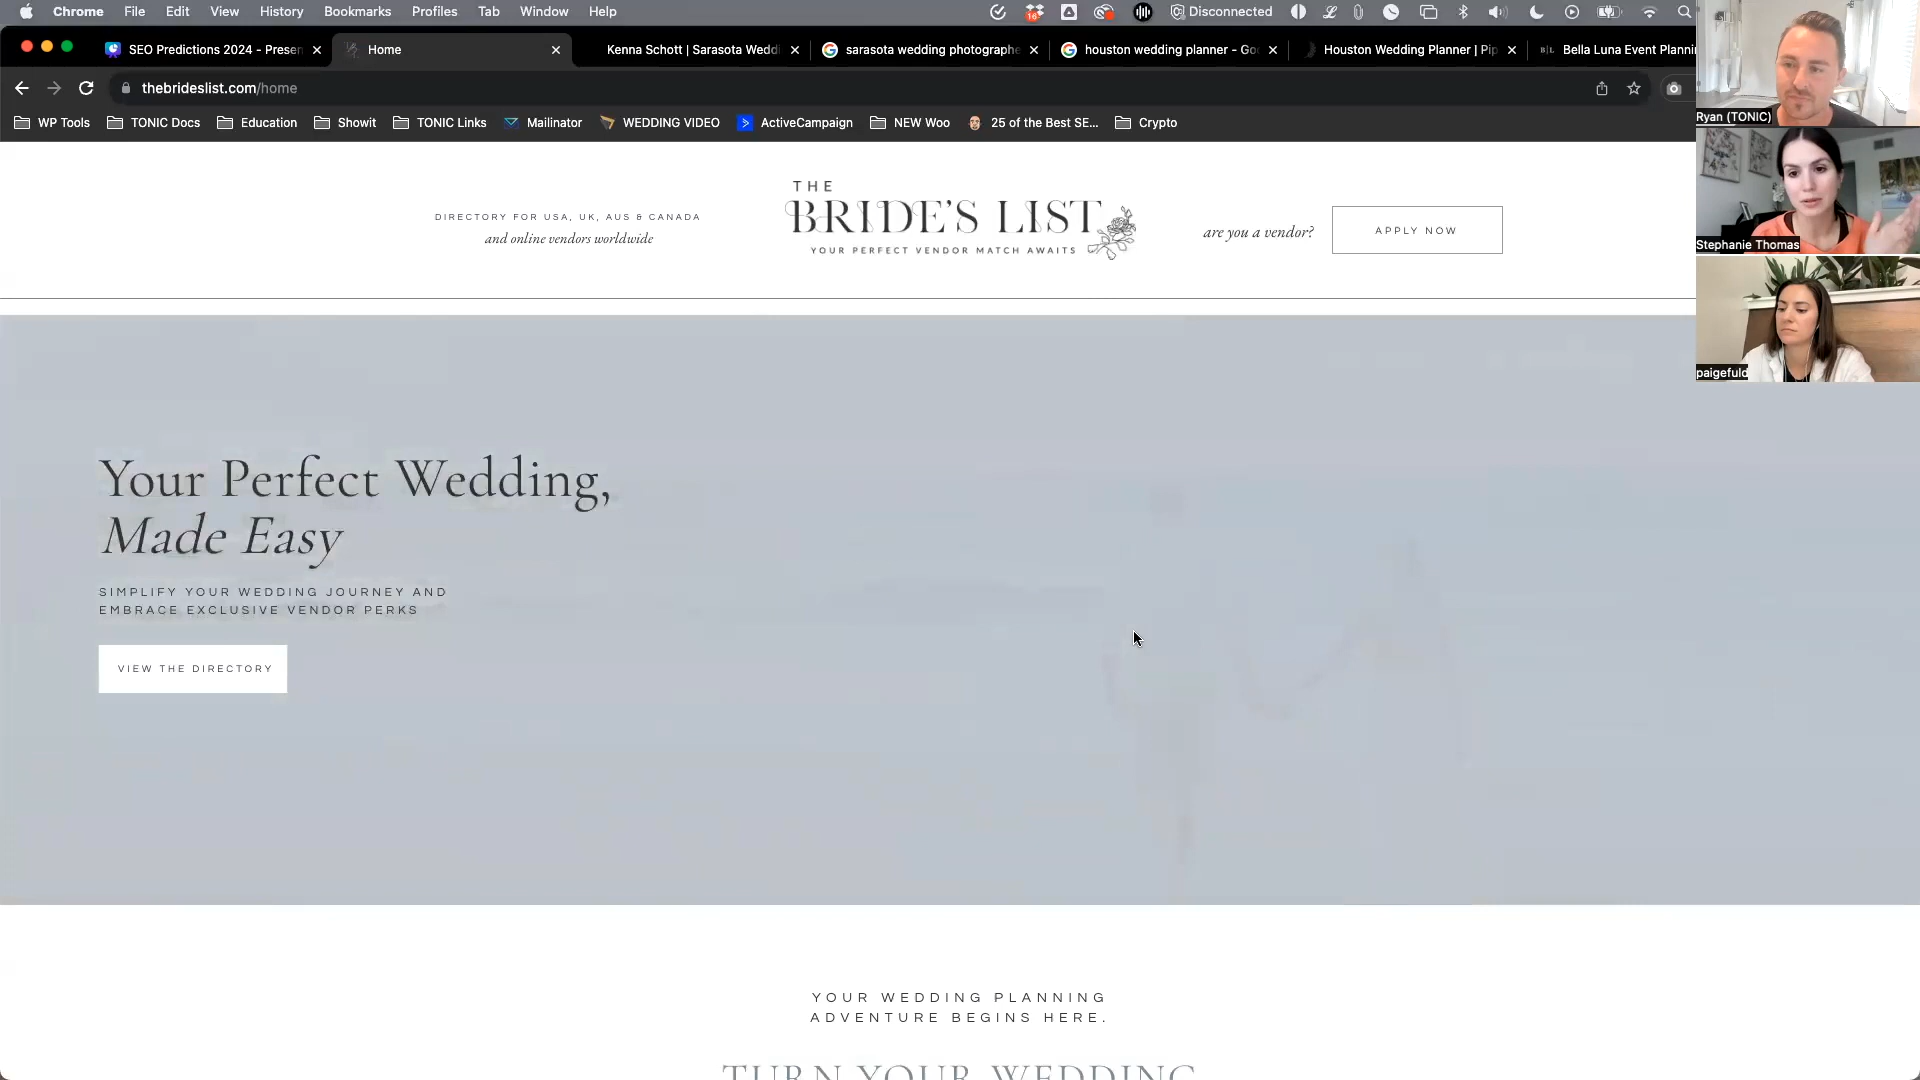 Chrome File Edit View History Bookmarks Profiles Tab Window Help 16 Disconnected
SEO Predictions 2024 - Presen Home Kenna Schott | Sarasota Weddi sarasota wedding photographe houston wedding planner - Go Houston Wedding Planner | Pip B|L Bella Luna Event Planni
thebrideslist.com/home
WP Tools TONIC Docs Education Showit TONIC Links Mailinator WEDDING VIDEO ActiveCampaign NEW Woo 25 of the Best SE... Crypto
Ryan (TONIC)
Stephanie Thomas
paigefuld
DIRECTORY FOR USA, UK, AUS & CANADA
and online vendors worldwide
THE
BRIDE'S LIST
YOUR PERFECT VENDOR MATCH AWAITS
are you a vendor?
APPLY NOW
Your Perfect Wedding,
Made Easy
SIMPLIFY YOUR WEDDING JOURNEY AND
EMBRACE EXCLUSIVE VENDOR PERKS
VIEW THE DIRECTORY
YOUR WEDDING PLANNING
ADVENTURE BEGINS HERE.
TURN YOUR WEDDING